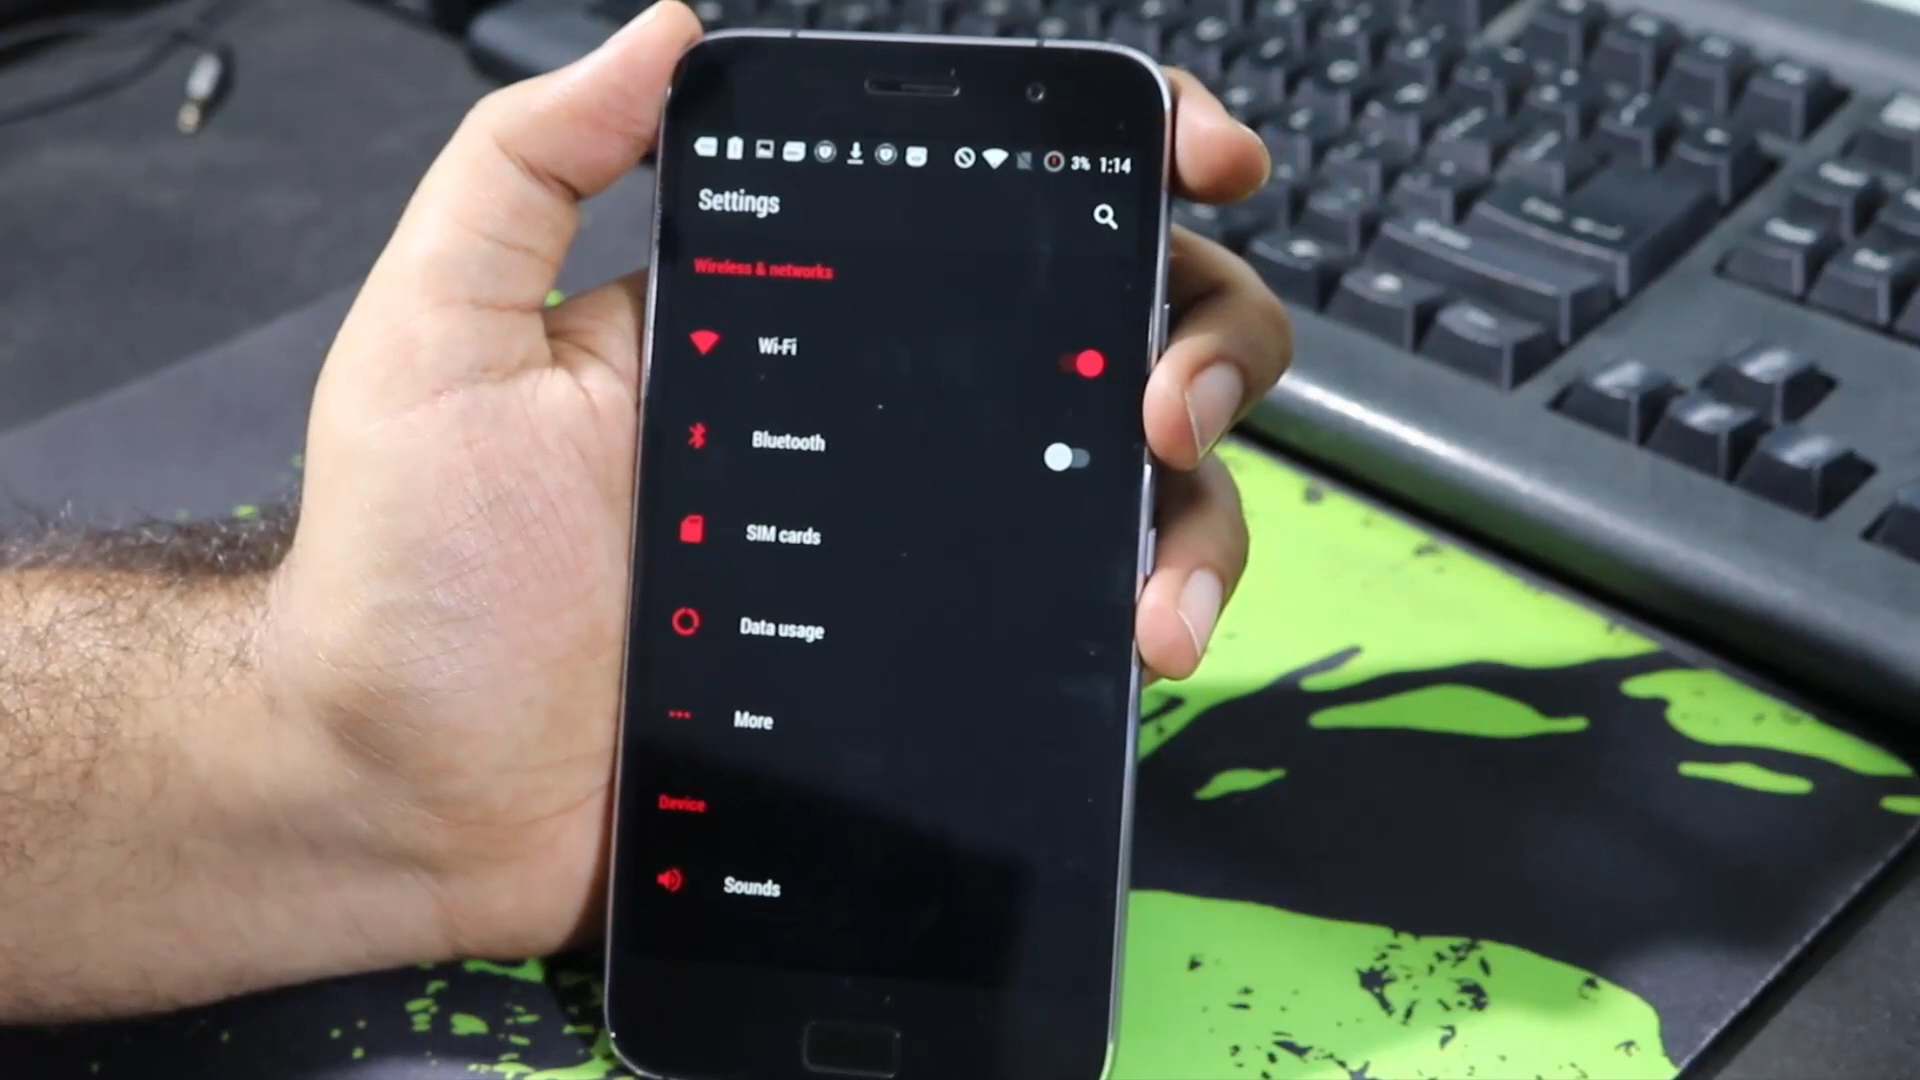 3% 1:14
Settings
Wireless & networks
Wi-Fi
Bluetooth
SIM cards
Data usage
More
Device
Sounds